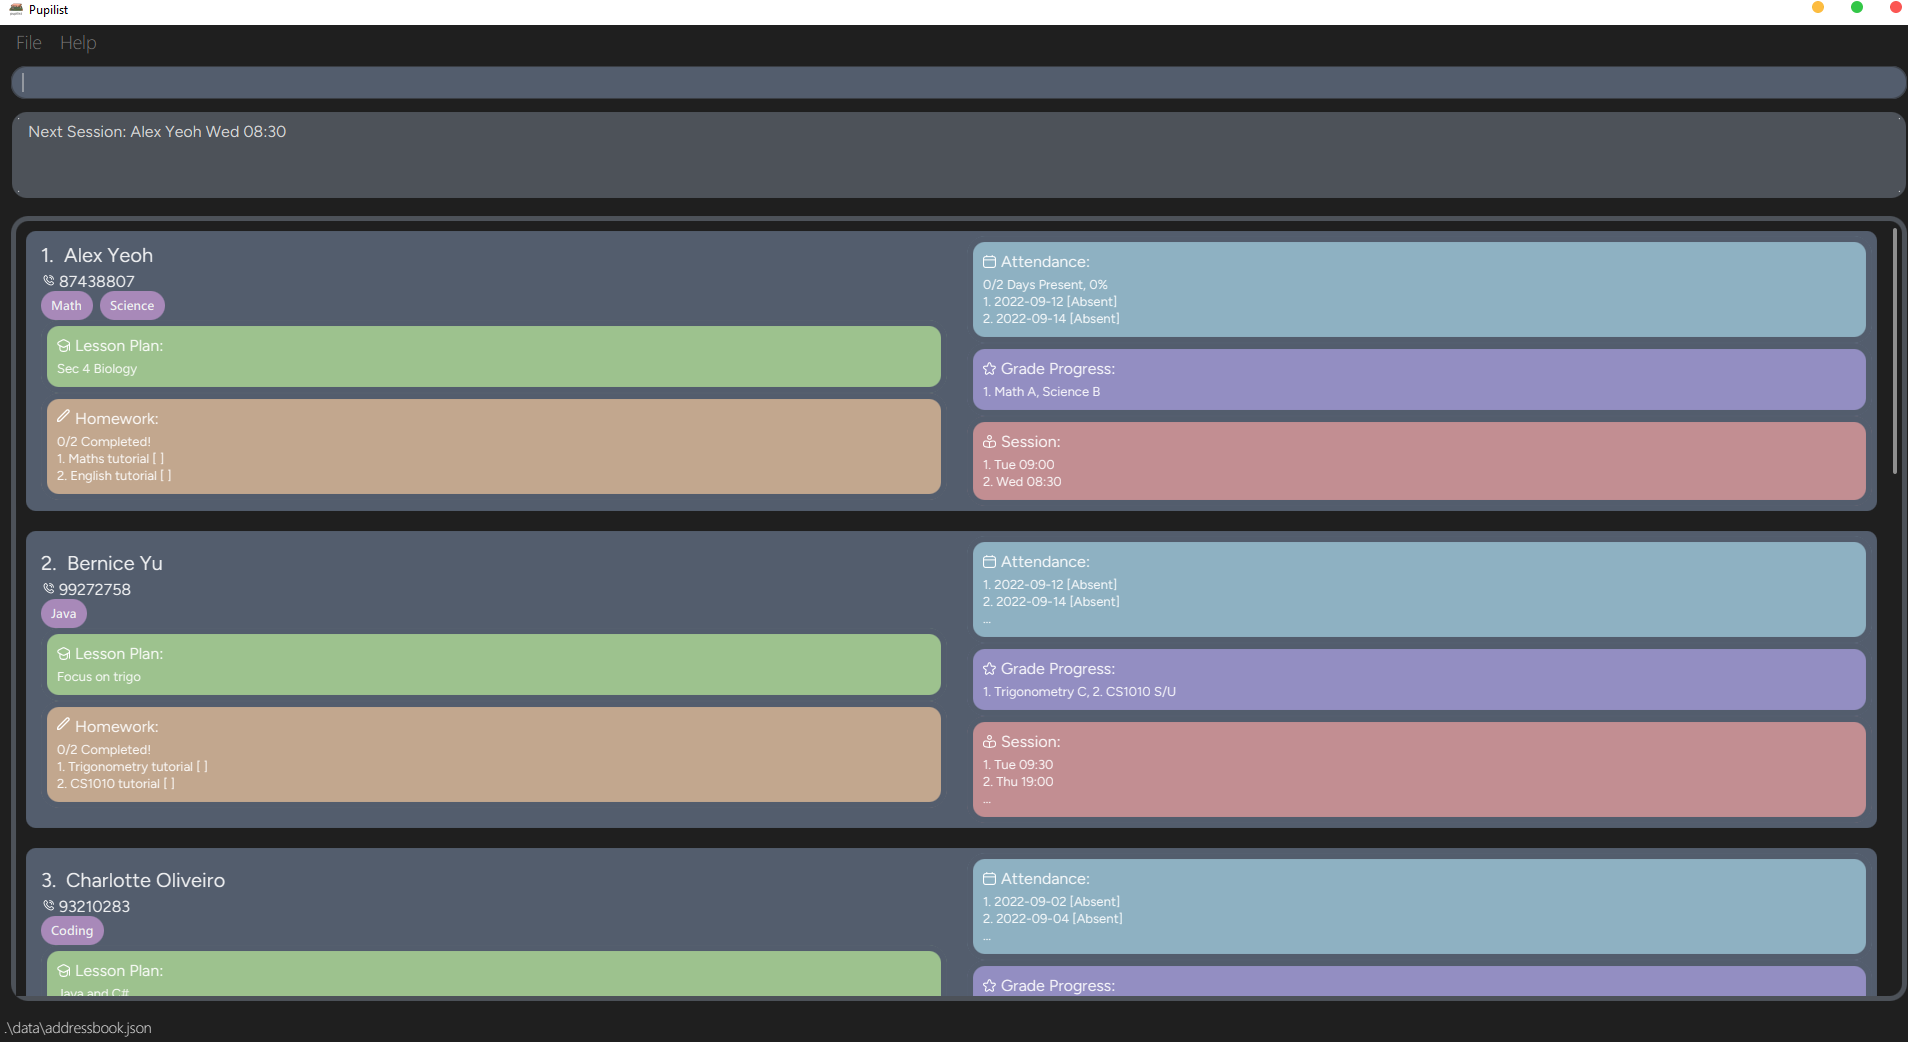 Pupilist
File Help
Next Session: Alex Yeoh Wed 08:30
1. Alex Yeoh
87438807
Math Science
Lesson Plan:
Sec 4 Biology
Homework:
0/2 Completed!
1. Maths tutorial [ ]
2. English tutorial [ ]
Attendance:
0/2 Days Present, 0%
1. 2022-09-12 [Absent]
2. 2022-09-14 [Absent]
Grade Progress:
1. Math A, Science B
Session:
1. Tue 09:00
2. Wed 08:30
2. Bernice Yu
99272758
Java
Lesson Plan:
Focus on trigo
Homework:
0/2 Completed!
1. Trigonometry tutorial [ ]
2. CS1010 tutorial [ ]
Attendance:
1. 2022-09-12 [Absent]
2. 2022-09-14 [Absent]
...
Grade Progress:
1. Trigonometry C, 2. CS1010 S/U
Session:
1. Tue 09:30
2. Thu 19:00
...
3. Charlotte Oliveiro
93210283
Coding
Lesson Plan:
Java and C#
Attendance:
1. 2022-09-02 [Absent]
2. 2022-09-04 [Absent]
...
Grade Progress:
.\data\addressbook.json